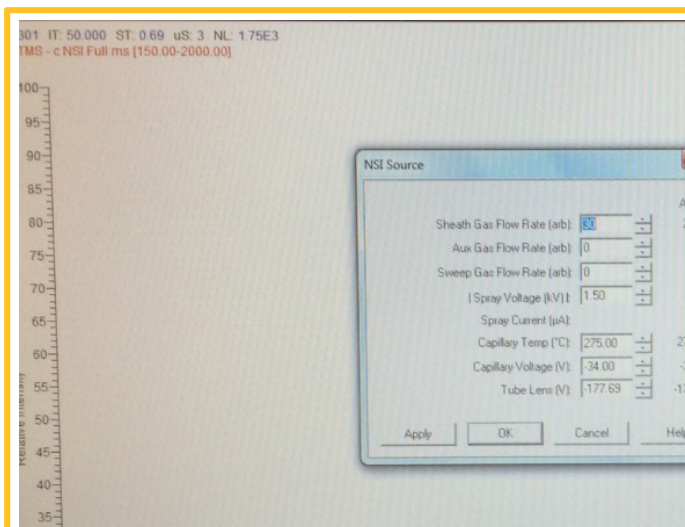 301 IT: 50.000 ST: 0.69 uS: 3 NL: 1.75E3
TMS - c NSI Full ms [150.00-2000.00]
100
95
90
85
80
75
70
65
60
55
50
45
40
35
Relative Intensity
NSI Source
Sheath Gas Flow Rate (arb): 30
Aux Gas Flow Rate (arb): 0
Sweep Gas Flow Rate (arb): 0
| Spray Voltage (kV) |: 1.50
Spray Current (µA):
Capillary Temp (°C): 275.00
Capillary Voltage (V): -34.00
Tube Lens (V): -177.69
Apply OK Cancel Help